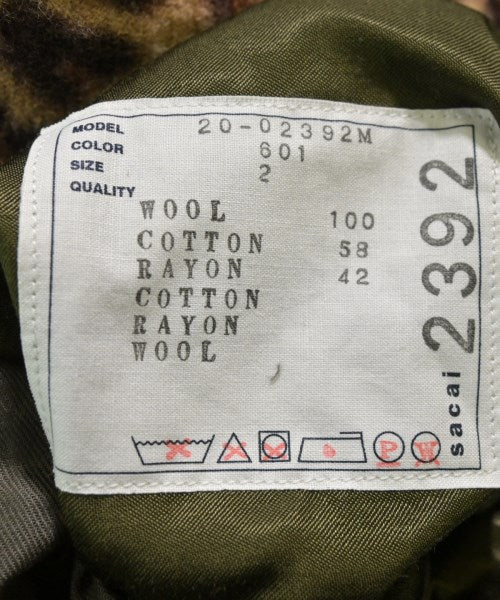 MODEL 20-02392M
COLOR 601
SIZE 2
QUALITY
WOOL 100
COTTON 58
RAYON 42
COTTON
RAYON
WOOL
P W
sacai 2392